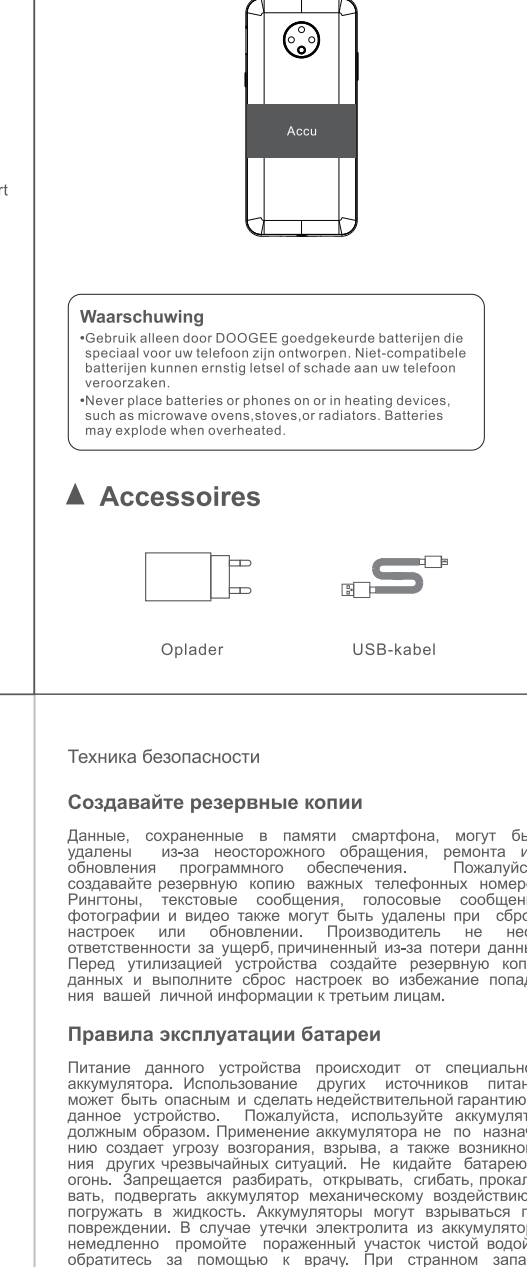 Accu
rt
Waarschuwing
•Gebruik alleen door DOOGEE goedgekeurde batterijen die
speciaal voor uw telefoon zijn ontworpen. Niet-compatibele
batterijen kunnen ernstig letsel of schade aan uw telefoon
veroorzaken.
•Never place batteries or phones on or in heating devices,
such as microwave ovens,stoves,or radiators. Batteries
may explode when overheated.
Accessoires
Oplader USB-kabel
Техника безопасности
Создавайте резервные копии
Данные, сохраненные в памяти смартфона, могут бы
удалены из-за неосторожного обращения, ремонта и
обновления программного обеспечения. Пожалуйс
создавайте резервную копию важных телефонных номер
Рингтоны, текстовые сообщения, голосовые сообщен
фотографии и видео также могут быть удалены при сбро
настроек или обновлении. Производитель не нес
ответственности за ущерб, причиненный из-за потери данн
Перед утилизацией устройства создайте резервную коп
данных и выполните сброс настроек во избежание попад
ния вашей личной информации к третьим лицам.
Правила эксплуатации батареи
Питание данного устройства происходит от специальн
аккумулятора. Использование других источников питан
может быть опасным и сделать недействительной гарантию
данное устройство. Пожалуйста, используйте аккумулят
должным образом. Применение аккумулятора не по назнач
нию создает угрозу возгорания, взрыва, а также возникно
ния других чрезвычайных ситуаций. Не кидайте батарею
огонь. Запрещается разбирать, открывать, сгибать, прокал
вать, подвергать аккумулятор механическому воздействию
погружать в жидкость. Аккумуляторы могут взрываться п
повреждении. В случае утечки электролита из аккумулятор
немедленно промойте пораженный участок чистой водой
обратитесь за помощью к врачу. При странном запа